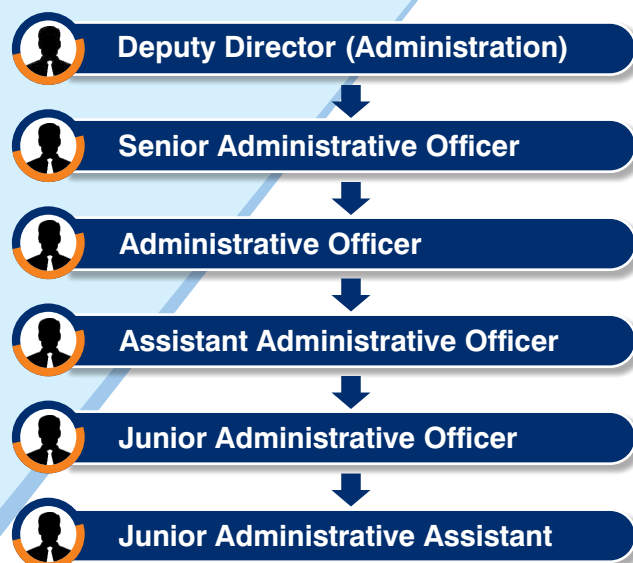 Deputy Director (Administration)
Senior Administrative Officer
Administrative Officer
Assistant Administrative Officer
Junior Administrative Officer
Junior Administrative Assistant